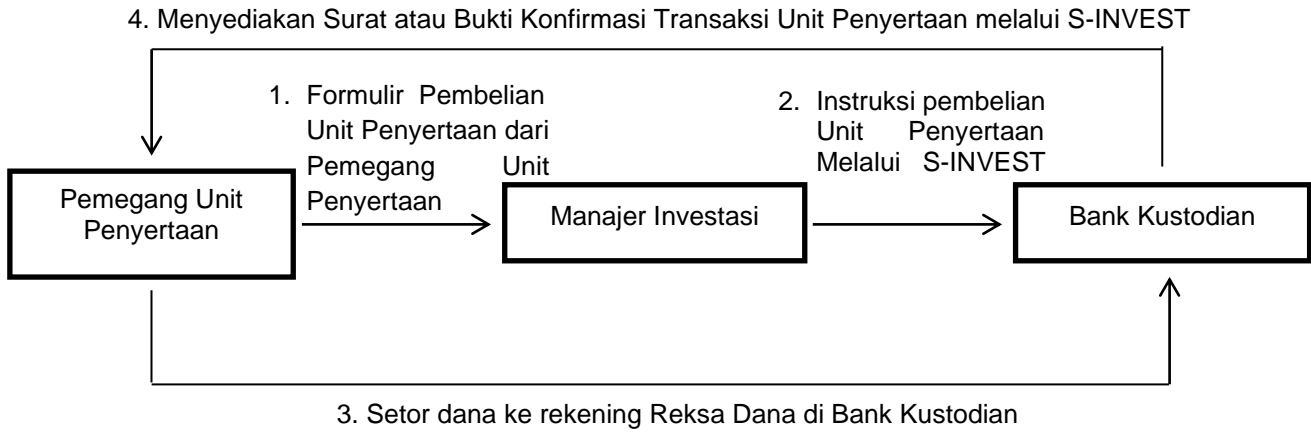 4. Menyediakan Surat atau Bukti Konfirmasi Transaksi Unit Penyertaan melalui S-INVEST
1. Formulir Pembelian
Unit Penyertaan dari
Pemegang Unit
Penyertaan
2. Instruksi pembelian
Unit Penyertaan
Melalui S-INVEST
Pemegang Unit
Penyertaan
Manajer Investasi
Bank Kustodian
3. Setor dana ke rekening Reksa Dana di Bank Kustodian